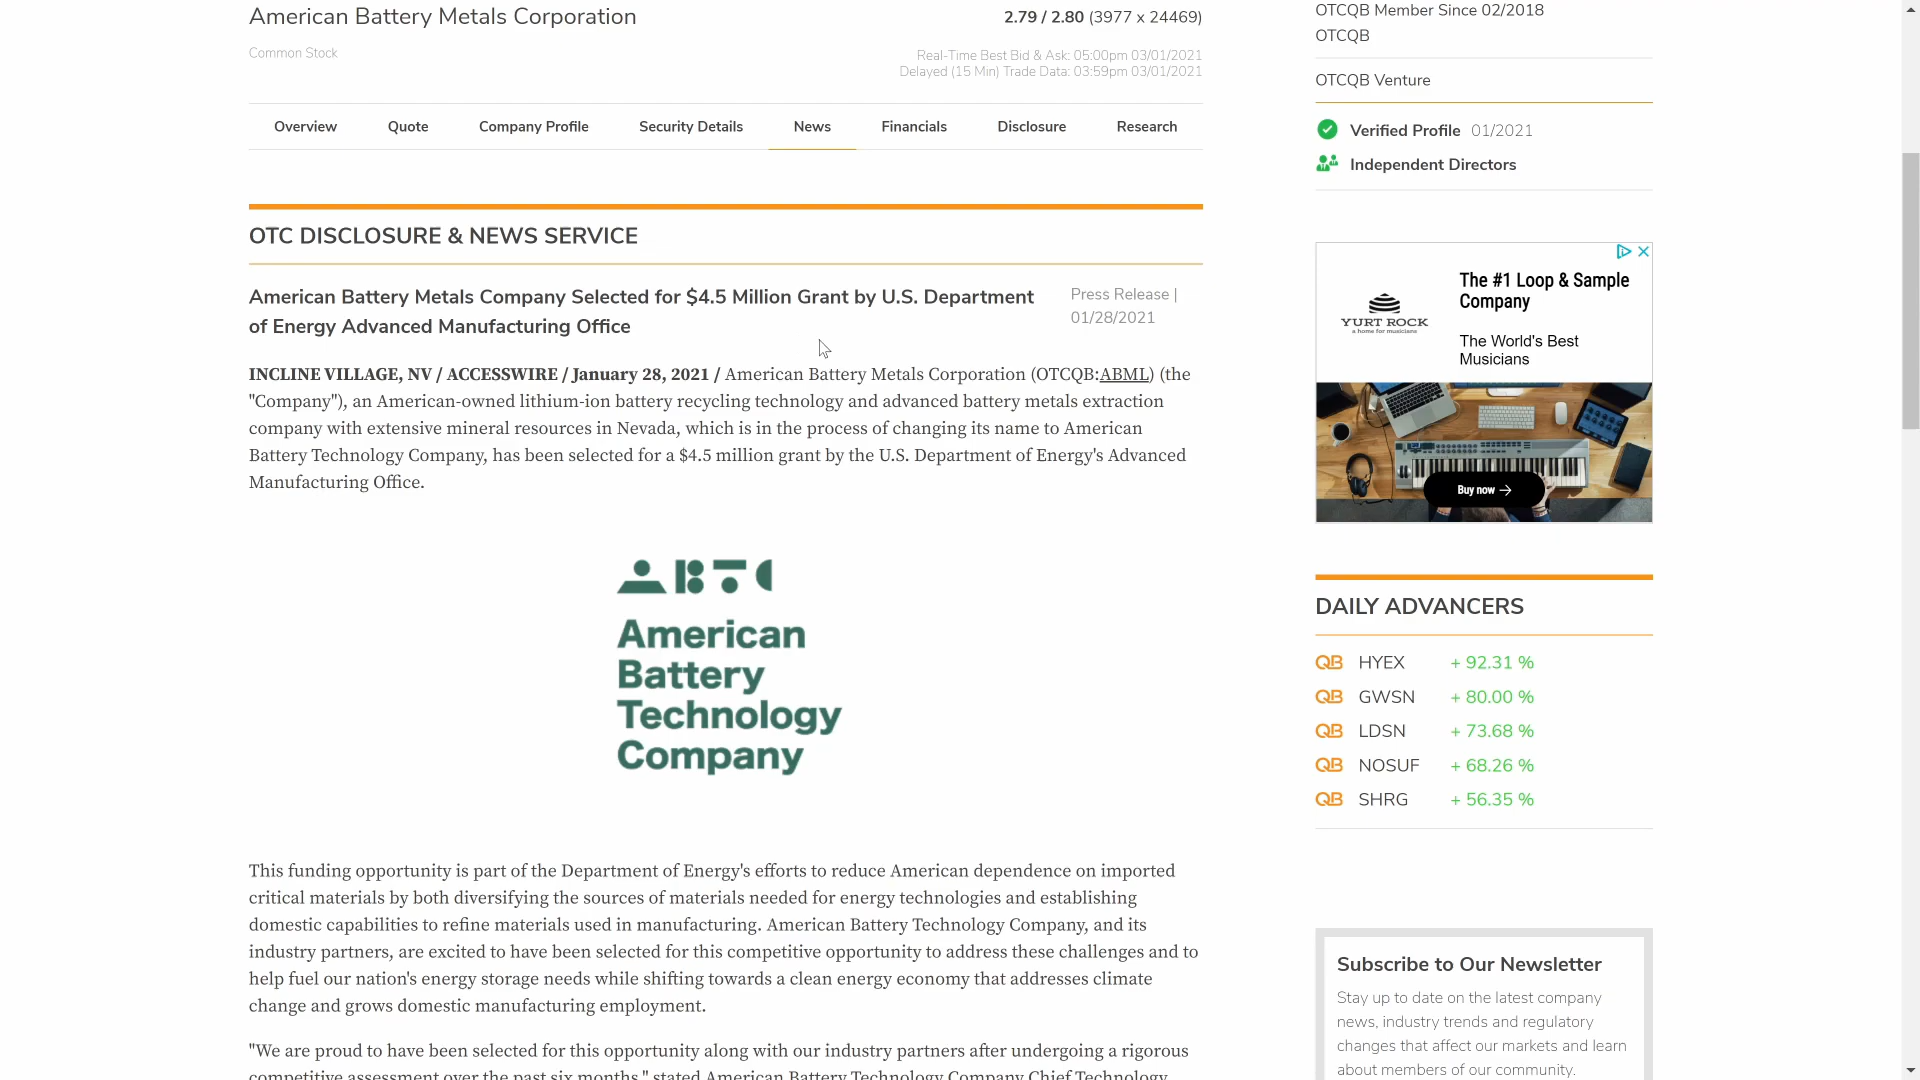 American Battery Metals Corporation
2.79 / 2.80 (3977 x 24469)
Common Stock
Real-Time Best Bid & Ask: 05:00pm 03/01/2021
Delayed (15 Min) Trade Data: 03:59pm 03/01/2021
Overview Quote Company Profile Security Details News Financials Disclosure Research
OTC DISCLOSURE & NEWS SERVICE
American Battery Metals Company Selected for $4.5 Million Grant by U.S. Department
of Energy Advanced Manufacturing Office
Press Release |
01/28/2021
INCLINE VILLAGE, NV / ACCESSWIRE / January 28, 2021 / American Battery Metals Corporation (OTCQB:ABML) (the
"Company"), an American-owned lithium-ion battery recycling technology and advanced battery metals extraction
company with extensive mineral resources in Nevada, which is in the process of changing its name to American
Battery Technology Company, has been selected for a $4.5 million grant by the U.S. Department of Energy's Advanced
Manufacturing Office.
ABTC
American
Battery
Technology
Company
This funding opportunity is part of the Department of Energy's efforts to reduce American dependence on imported
critical materials by both diversifying the sources of materials needed for energy technologies and establishing
domestic capabilities to refine materials used in manufacturing. American Battery Technology Company, and its
industry partners, are excited to have been selected for this competitive opportunity to address these challenges and to
help fuel our nation's energy storage needs while shifting towards a clean energy economy that addresses climate
change and grows domestic manufacturing employment.
"We are proud to have been selected for this opportunity along with our industry partners after undergoing a rigorous
competitive assessment over the past six months," stated American Battery Technology Company Chief Technology
OTCQB Member Since 02/2018
OTCQB
OTCQB Venture
Verified Profile 01/2021
Independent Directors
The #1 Loop & Sample
Company
YURT ROCK
a home for musicians
The World's Best
Musicians
Buy now
DAILY ADVANCERS
QB HYEX + 92.31 %
QB GWSN + 80.00 %
QB LDSN + 73.68 %
QB NOSUF + 68.26 %
QB SHRG + 56.35 %
Subscribe to Our Newsletter
Stay up to date on the latest company
news, industry trends and regulatory
changes that affect our markets and learn
about members of our community.